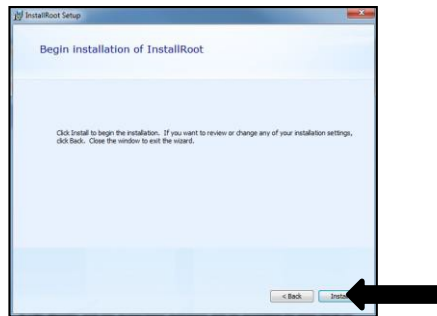 InstallRoot Setup
Begin installation of InstallRoot
Click Install to begin the installation. If you want to review or change any of your installation settings,
click Back. Close the window to exit the wizard.
< Back